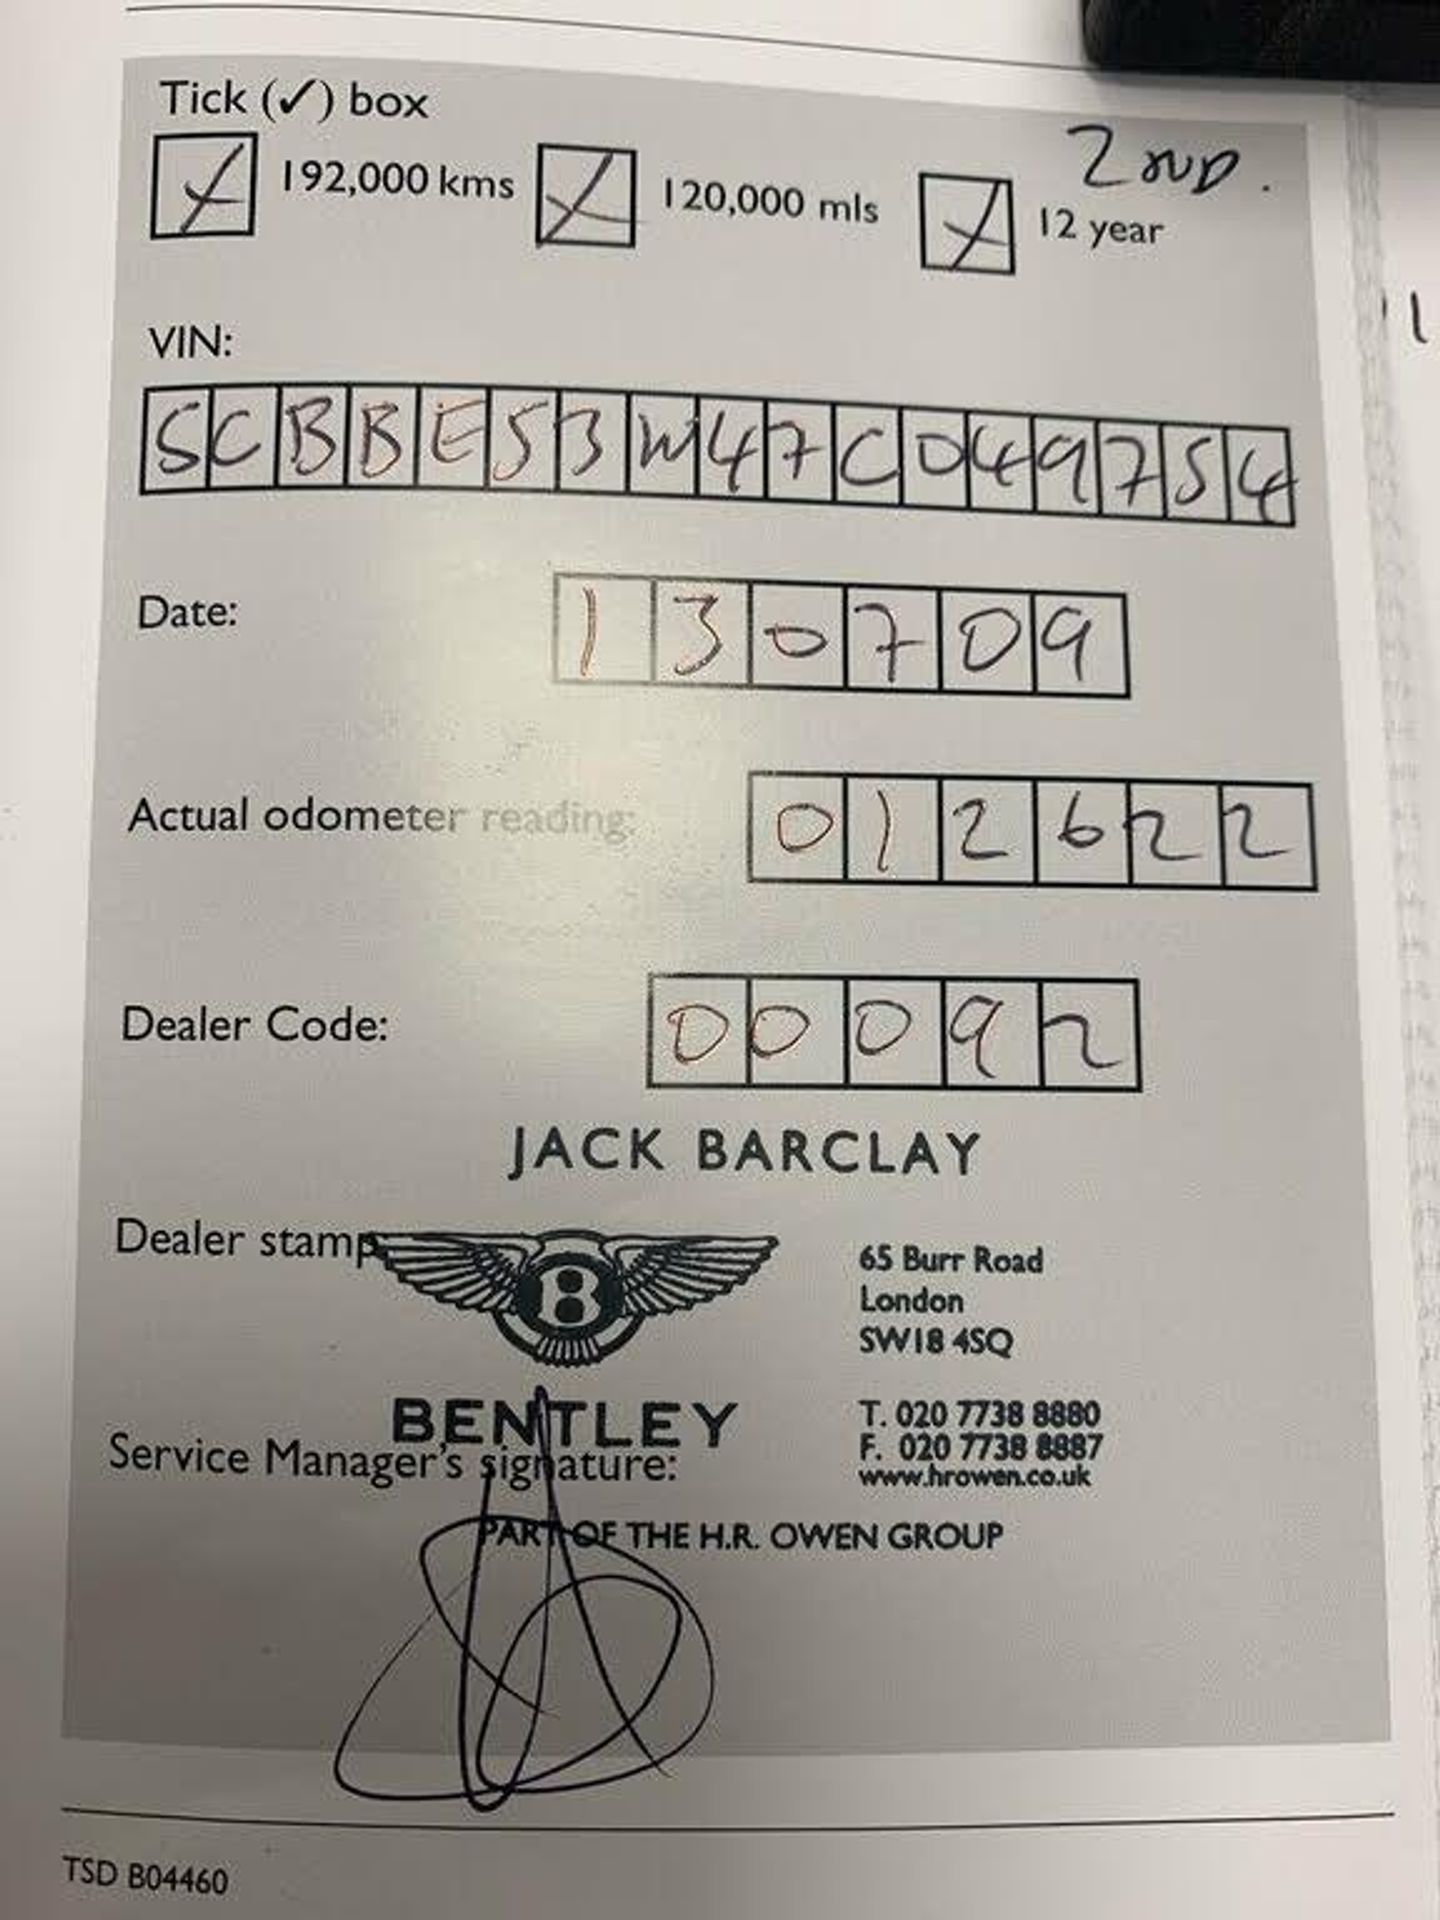 Tick (✓) box
2ND.
192,000 kms 120,000 mls 12 year
VIN:
SCBBE53W47C049754
Date:
130709
Actual odometer reading:
012622
Dealer Code:
00092
JACK BARCLAY
Dealer stamp
B
65 Burr Road
London
SW18 4SQ
BENTLEY
T. 020 7738 8880
F. 020 7738 8887
www.hrowen.co.uk
Service Manager's signature:
PART OF THE H.R. OWEN GROUP
TSD B04460